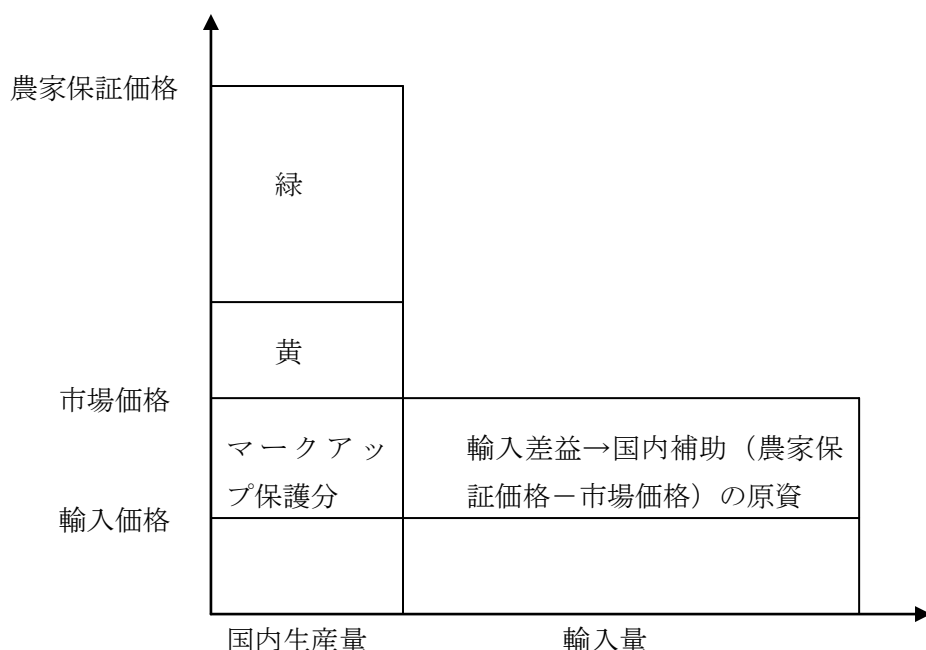 農家保証価格
緑
黄
市場価格
マークアッ
プ保護分
輸入差益→国内補助(農家保
証価格－市場価格)の原資
輸入価格
国内生産量
輸入量